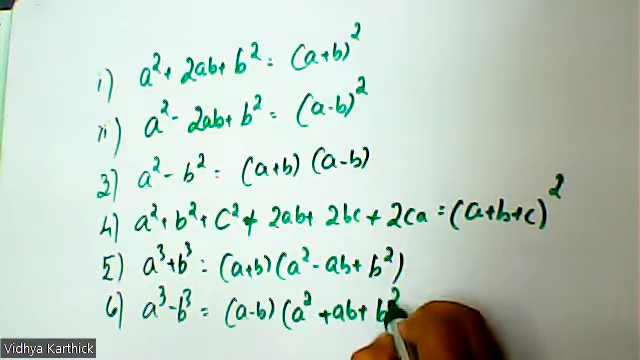 i) a² + 2ab + b² = (a+b)²
ii) a² - 2ab + b² = (a-b)²
3) a² - b² = (a+b) (a-b)
4) a² + b² + c² + 2ab + 2bc + 2ca = (a+b+c)²
5) a³ + b³ = (a+b) (a² - ab + b²)
6) a³ - b³ = (a-b) (a² + ab + b²
Vidhya Karthick